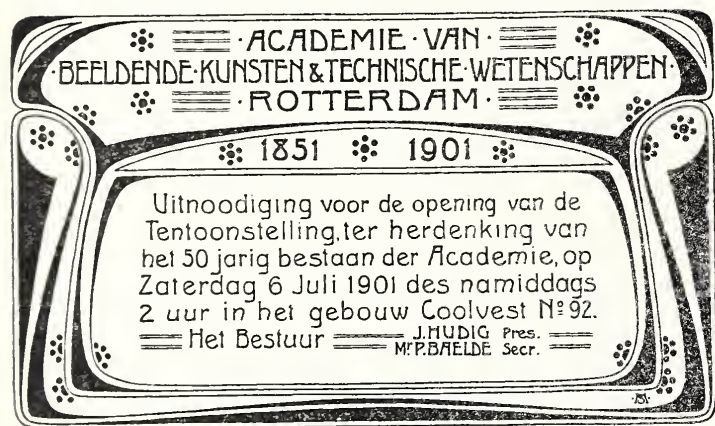 ·ACADEMIE·VAN·
·BEELDENDE·KUNSTEN & TECHNISCHE·WETENSCHAPPEN·
·ROTTERDAM·
1851 1901
Uitnoodiging voor de opening van de
Tentoonstelling, ter herdenking van
het 50 jarig bestaan der Academie, op
Zaterdag 6 Juli 1901 des namiddags
2 uur in het gebouw Coolvest Nº 92.
Het Bestuur J. HUDIG Pres.
Mr. P. BAELDE Secr.